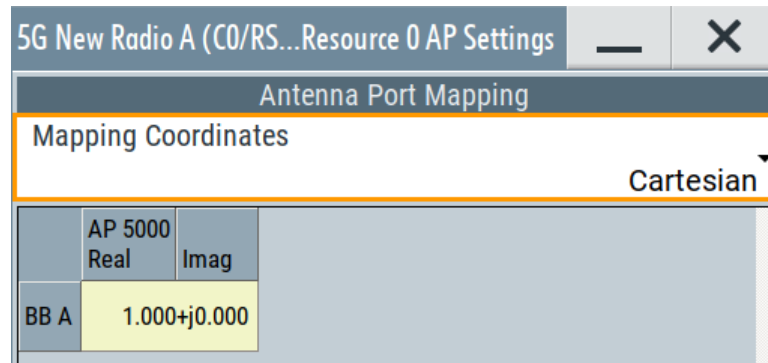 5G New Radio A (C0/RS...Resource 0 AP Settings
Antenna Port Mapping
Mapping Coordinates
Cartesian
AP 5000
Real Imag
BB A 1.000+j0.000